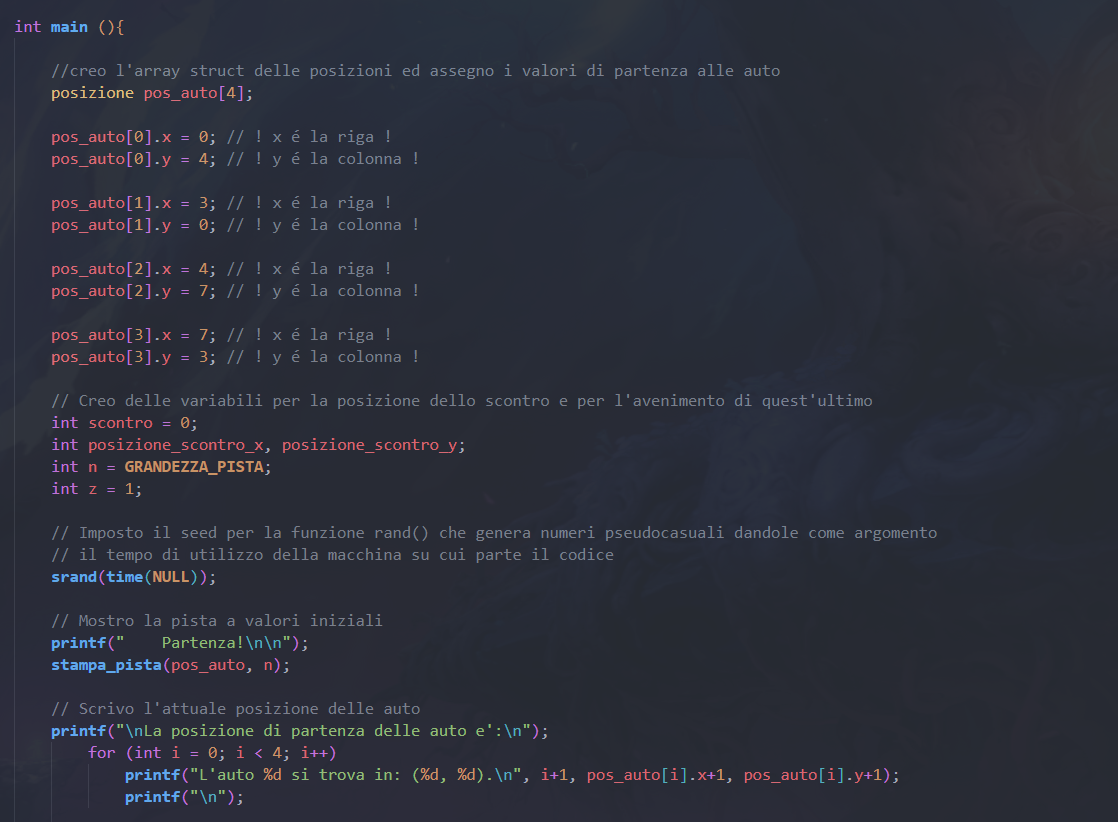 int main (){
//creo l'array struct delle posizioni ed assegno i valori di partenza alle auto
posizione pos_auto[4];
pos_auto[0].x = 0; // ! x é la riga !
pos_auto[0].y = 4; // ! y é la colonna !
pos_auto[1].x = 3; // ! x é la riga !
pos_auto[1].y = 0; // ! y é la colonna !
pos_auto[2].x = 4; // ! x é la riga !
pos_auto[2].y = 7; // ! y é la colonna !
pos_auto[3].x = 7; // ! x é la riga !
pos_auto[3].y = 3; // ! y é la colonna !
// Creo delle variabili per la posizione dello scontro e per l'avenimento di quest'ultimo
int scontro = 0;
int posizione_scontro_x, posizione_scontro_y;
int n = GRANDEZZA_PISTA;
int z = 1;
// Imposto il seed per la funzione rand() che genera numeri pseudocasuali dandole come argomento
// il tempo di utilizzo della macchina su cui parte il codice
srand(time(NULL));
// Mostro la pista a valori iniziali
printf("    Partenza!\n\n");
stampa_pista(pos_auto, n);
// Scrivo l'attuale posizione delle auto
printf("\nLa posizione di partenza delle auto e':\n");
for (int i = 0; i < 4; i++)
printf("L'auto %d si trova in: (%d, %d).\n", i+1, pos_auto[i].x+1, pos_auto[i].y+1);
printf("\n");